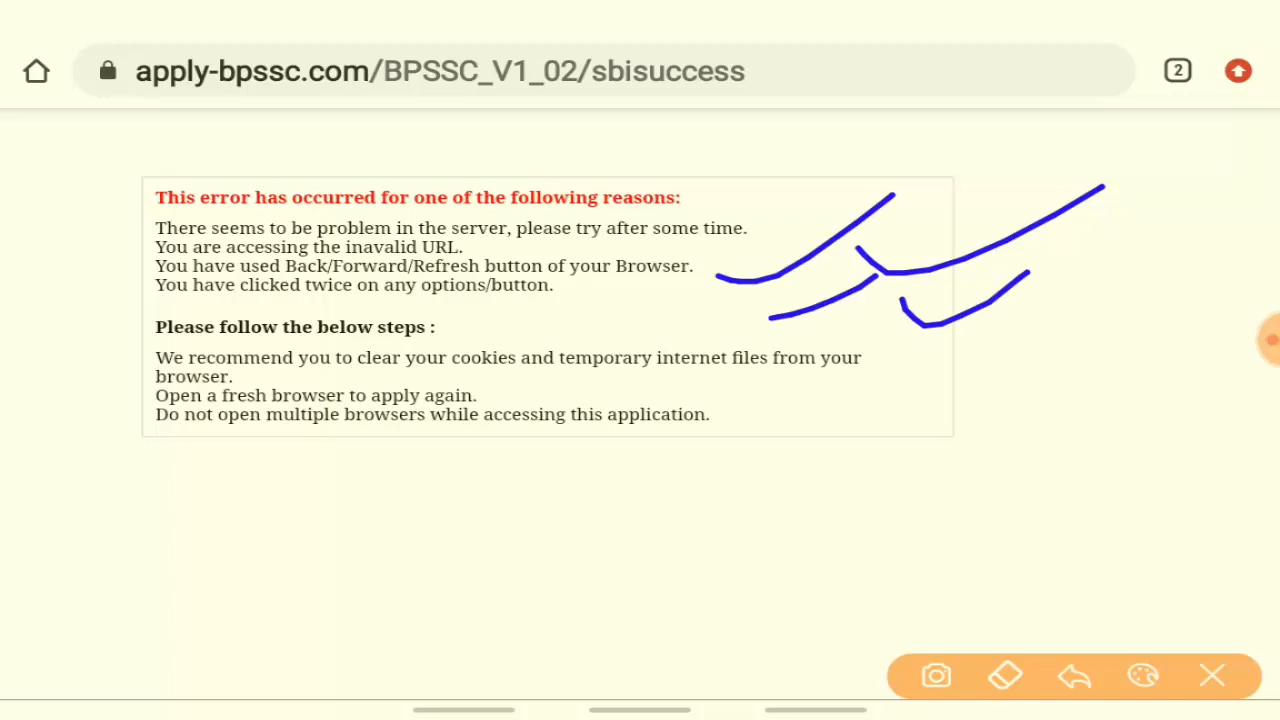 apply-bpssc.com/BPSSC_V1_02/sbisuccess
2
This error has occurred for one of the following reasons:
There seems to be problem in the server, please try after some time.
You are accessing the inavalid URL.
You have used Back/Forward/Refresh button of your Browser.
You have clicked twice on any options/button.
Please follow the below steps :
We recommend you to clear your cookies and temporary internet files from your
browser.
Open a fresh browser to apply again.
Do not open multiple browsers while accessing this application.